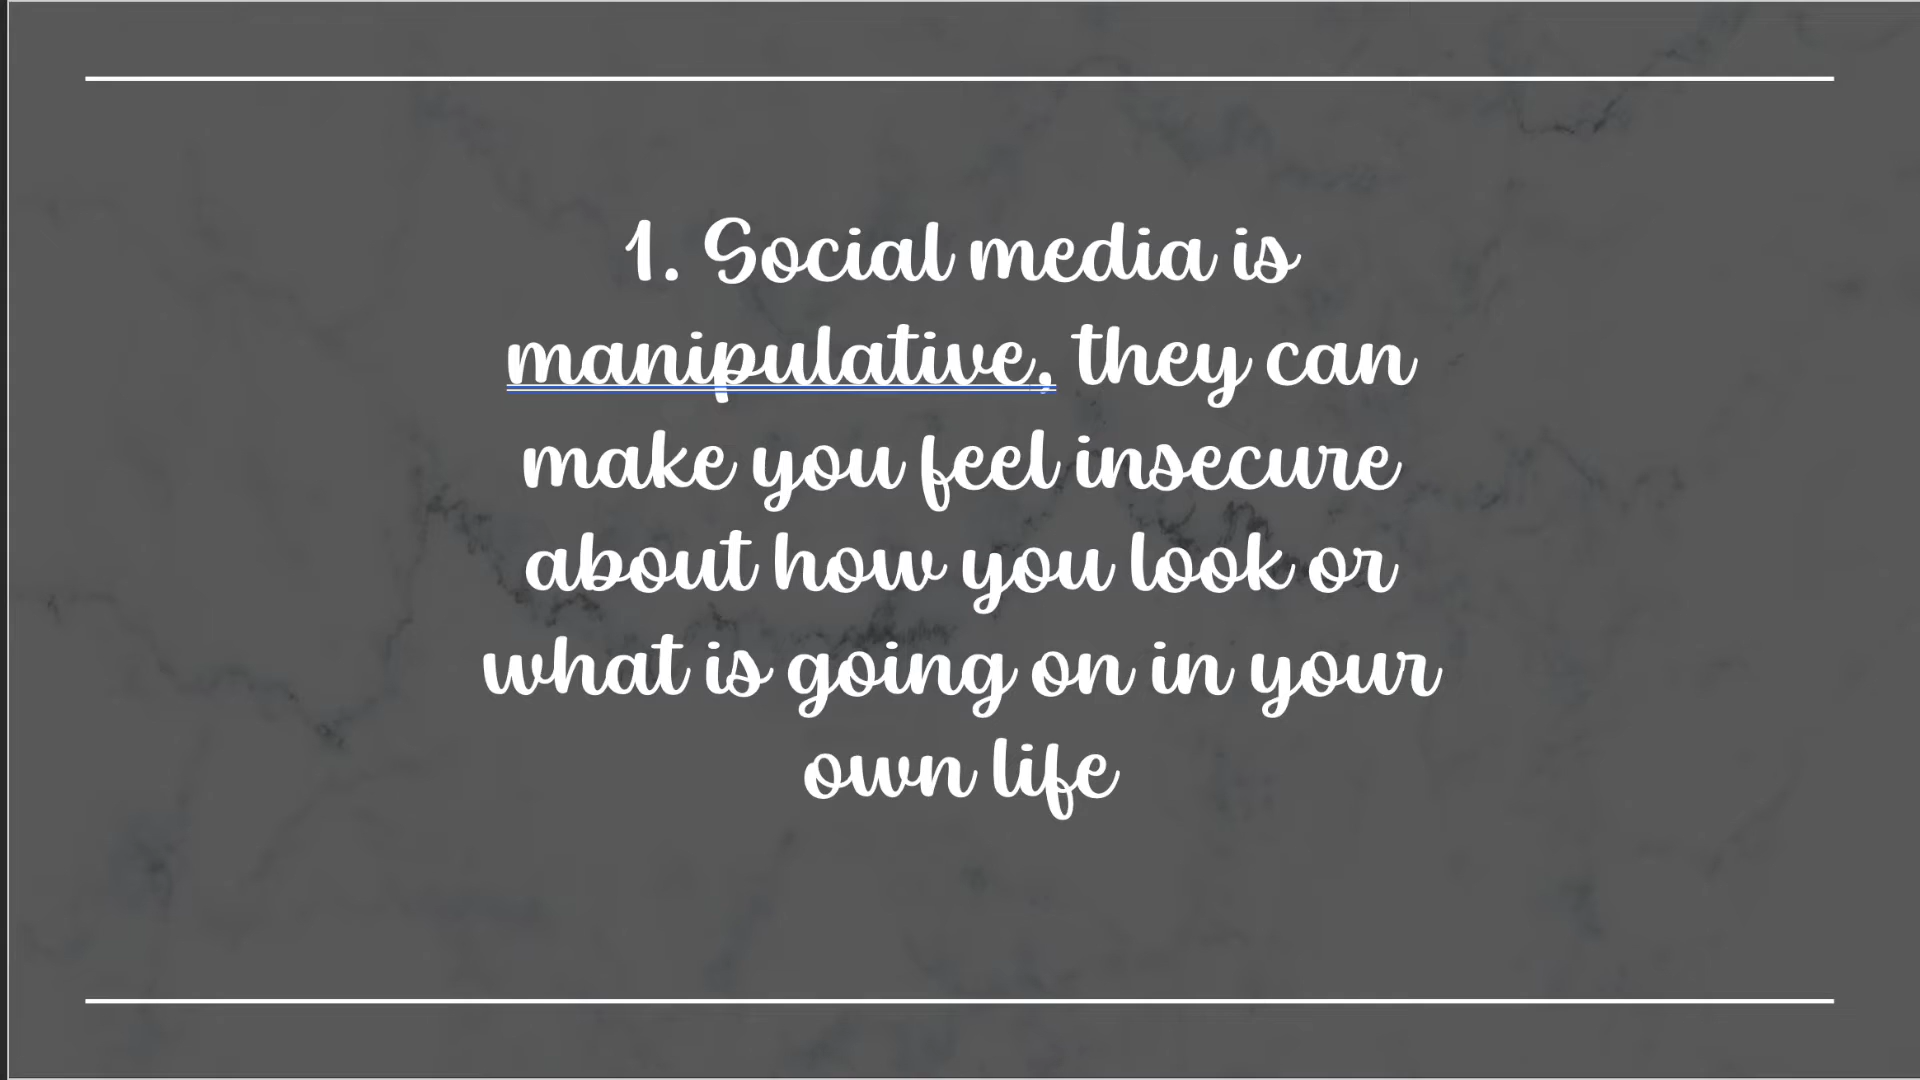 1. Social media is
manipulative, they can
make you feel insecure
about how you look or
what is going on in your
own life